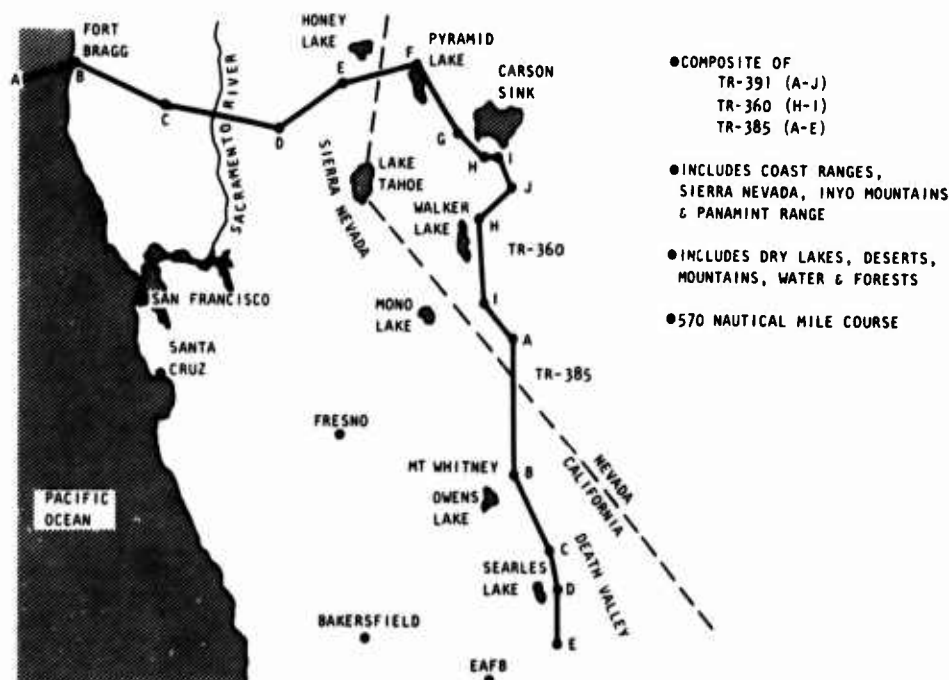 FORT
BRAGG
HONEY
LAKE
PYRAMID
LAKE
CARSON
SINK
A
B
C
D
E
F
G
H
I
J
SACRAMENTO RIVER
SIERRA NEVADA
LAKE
TAHOE
WALKER
LAKE
H
TR-360
I
SAN FRANCISCO
MONO
LAKE
A
SANTA
CRUZ
TR-385
FRESNO
MT WHITNEY
B
OWENS
LAKE
NEVADA
CALIFORNIA
PACIFIC
OCEAN
C
DEATH VALLEY
SEARLES
LAKE
D
E
BAKERSFIELD
EAFB
●COMPOSITE OF
TR-391 (A-J)
TR-360 (H-I)
TR-385 (A-E)
●INCLUDES COAST RANGES,
SIERRA NEVADA, INYO MOUNTAINS
& PANAMINT RANGE
●INCLUDES DRY LAKES, DESERTS,
MOUNTAINS, WATER & FORESTS
●570 NAUTICAL MILE COURSE